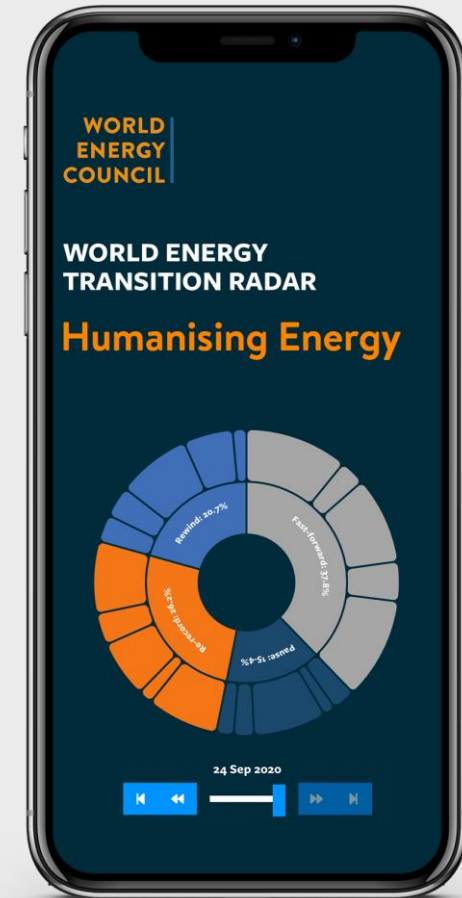 WORLD
ENERGY
COUNCIL
WORLD ENERGY
TRANSITION RADAR
Humanising Energy
Rewind: 20.7%
Fast-forward: 37.8%
Re-record: 26.2%
Pause: 15.4%
24 Sep 2020